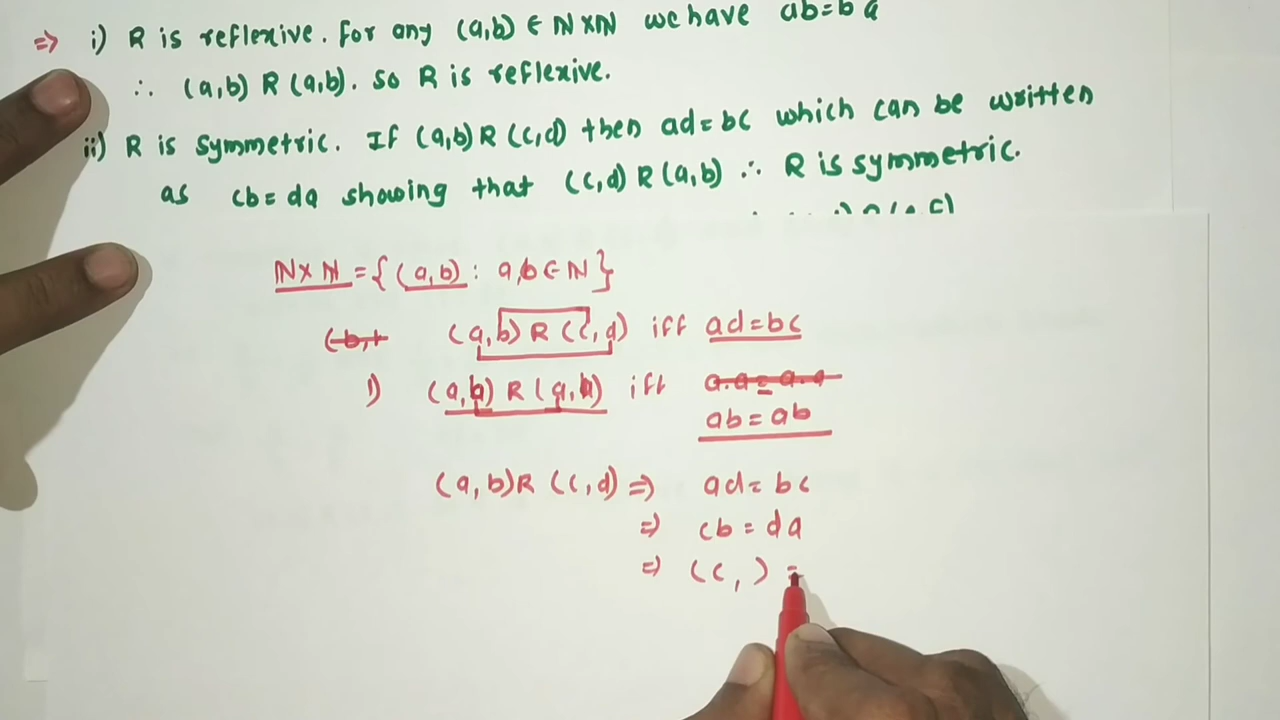 ⇒ i) R is reflexive. For any (a,b) ∈ N×N we have ab=ba
∴ (a,b) R (a,b). So R is reflexive.
ii) R is symmetric. If (a,b) R (c,d) then ad=bc which can be written
as cb=da showing that (c,d) R (a,b) ∴ R is symmetric.
N×N = {(a,b) : a,b ∈ N}
(b,
(a,b) R (c,d) iff ad=bc
1) (a,b) R (a,b) iff a.a=a.a
ab=ab
(a,b) R (c,d) ⇒ ad=bc
⇒ cb=da
⇒ (c, ) =